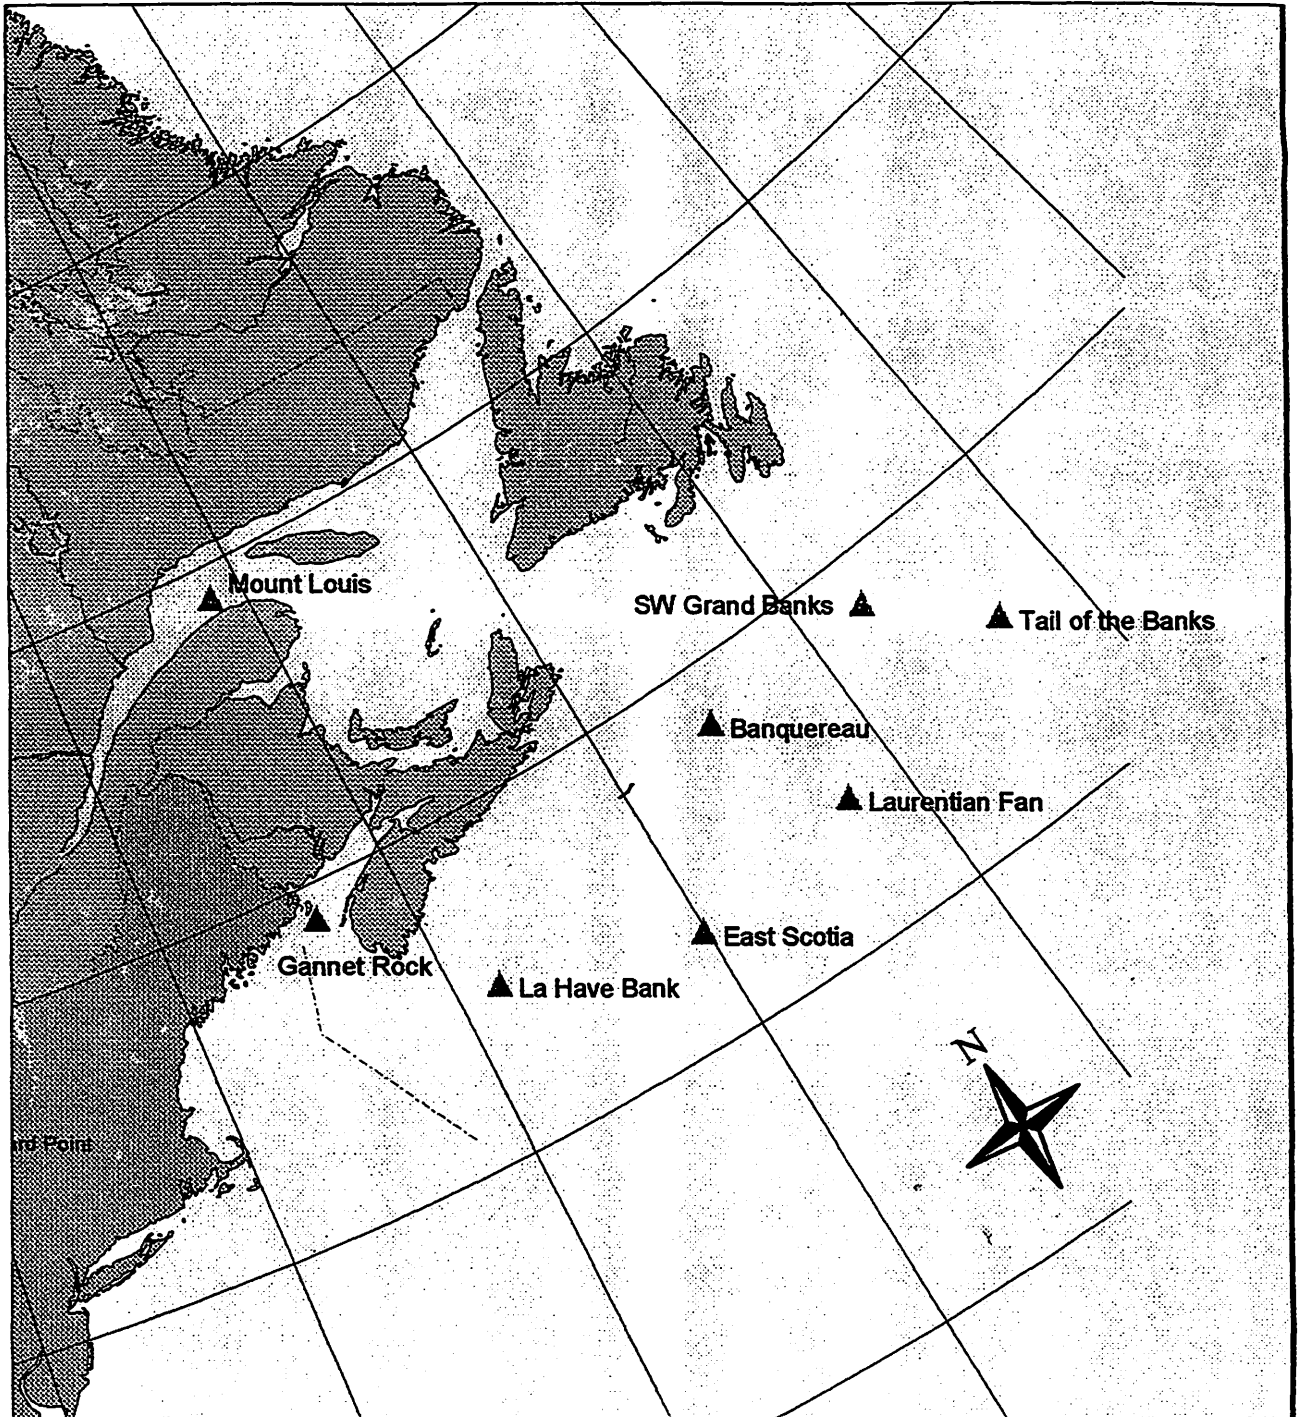 Mount Louis
SW Grand Banks
Tail of the Banks
Banquereau
Laurentian Fan
East Scotia
Gannet Rock
La Have Bank
N
Point